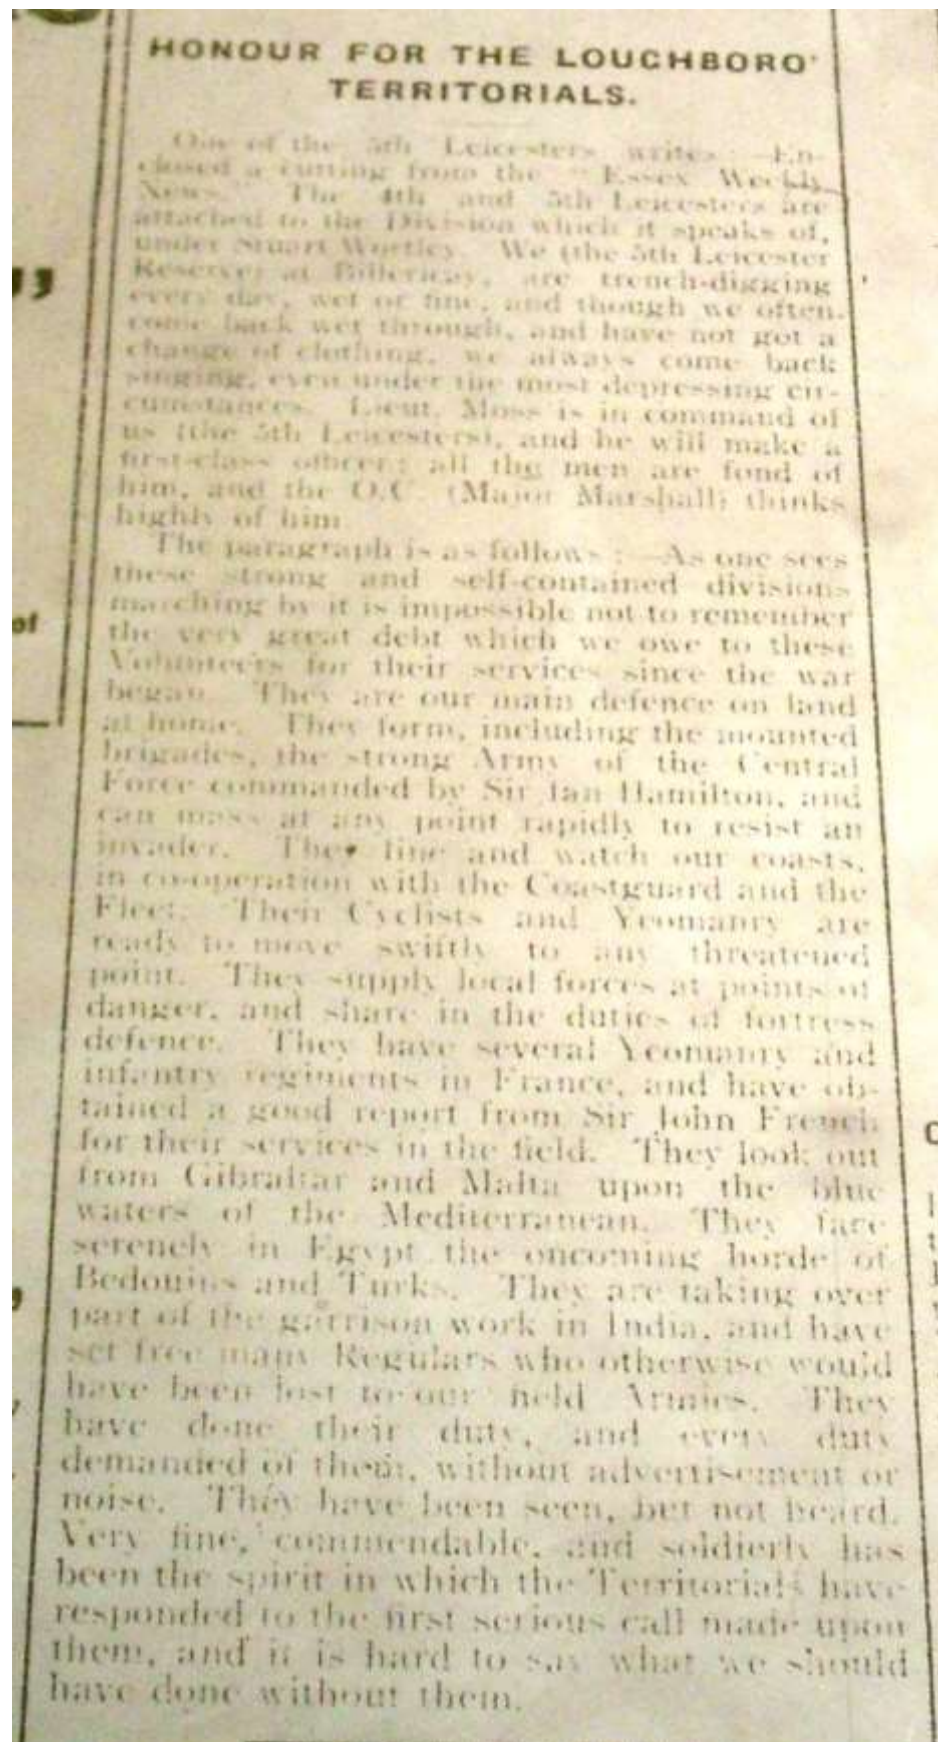 HONOUR FOR THE LOUGHBORO'
TERRITORIALS.
One of the 5th Leicesters writes :—En-
closed a cutting from the "Essex Weekly
News." The 4th and 5th Leicesters are
attached to the Division which it speaks of,
under Stuart Wortley. We (the 5th Leicester
Reserve) at Billericay, are trench-digging
every day, wet or fine, and though we often
come back wet through, and have not got a
change of clothing, we always come back
singing, even under the most depressing cir-
cumstances. Lieut. Moss is in command of
us (the 5th Leicesters), and he will make a
first-class officer; all the men are fond of
him, and the O.C. (Major Marshall) thinks
highly of him.
The paragraph is as follows :—As one sees
these strong and self-contained divisions
marching by it is impossible not to remember
the very great debt which we owe to these
Volunteers for their services since the war
began. They are our main defence on land
at home. They form, including the mounted
brigades, the strong Army of the Central
Force commanded by Sir Ian Hamilton, and
can mass at any point rapidly to resist an
invader. They line and watch our coasts,
in co-operation with the Coastguard and the
Fleet. Their Cyclists and Yeomanry are
ready to move swiftly to any threatened
point. They supply local forces at points of
danger, and share in the duties of fortress
defence. They have several Yeomanry and
infantry regiments in France, and have ob-
tained a good report from Sir John French
for their services in the field. They look out
from Gibraltar and Malta upon the blue
waters of the Mediterranean. They face
serenely in Egypt the oncoming horde of
Bedouins and Turks. They are taking over
part of the garrison work in India, and have
set free many Regulars who otherwise would
have been lost to our field Armies. They
have done their duty, and every duty
demanded of them, without advertisement or
noise. They have been seen, but not heard.
Very fine, commendable, and soldierly has
been the spirit in which the Territorials have
responded to the first serious call made upon
them, and it is hard to say what we should
have done without them.
of